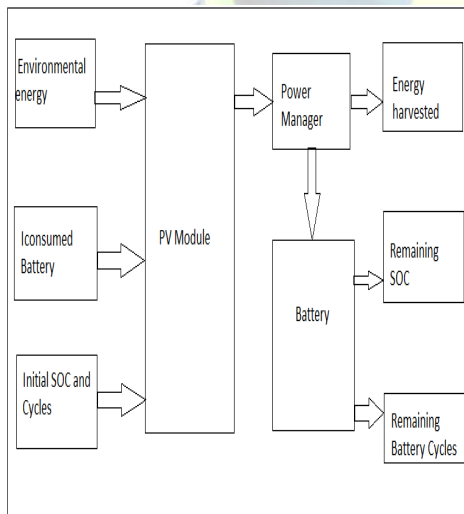 Environmental
energy
Iconsumed
Battery
Initial SOC and
Cycles
PV Module
Power
Manager
Energy
harvested
Battery
Remaining
SOC
Remaining
Battery Cycles